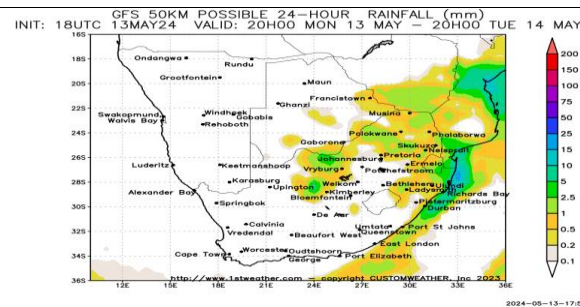 GFS 50KM POSSIBLE 24-HOUR RAINFALL (mm)
INIT: 18UTC 13MAY24 VALID: 20H00 MON 13 MAY - 20H00 TUE 14 MAY
16S
18S
20S
22S
24S
26S
28S
30S
32S
34S
36S
Ondangwa
Rundu
Grootfontein
Maun
Ghanzi
Francistown
Musina
Swakopmund
Walvis Bay
Windhoek
Gobabis
Rehoboth
Polokwane
Phalaborwa
Gaborone
Skukuza
Nelspruit
Johannesburg
Pretoria
Luderitz
Keetmanshoop
Vryburg
Potchefstroom
Ermelo
Karasburg
Upington
Welkom
Bethlehem
Ulundi
Alexander Bay
Kimberley
Ladysmith
Richards Bay
Springbok
Bloemfontein
Pietermaritzburg
Durban
De Aar
Calvinia
Umtata
Port St Johns
Vredendal
Beaufort West
Queenstown
East London
Cape Town
Worcester
Oudtshoorn
George
Port Elizabeth
http://www.1stweather.com - copyright CUSTOMWEATHER, Inc 2023
12E 15E 18E 21E 24E 27E 30E 33E 36E
200
150
100
75
50
25
15
10
5
2.5
1
0.5
0.2
0.1